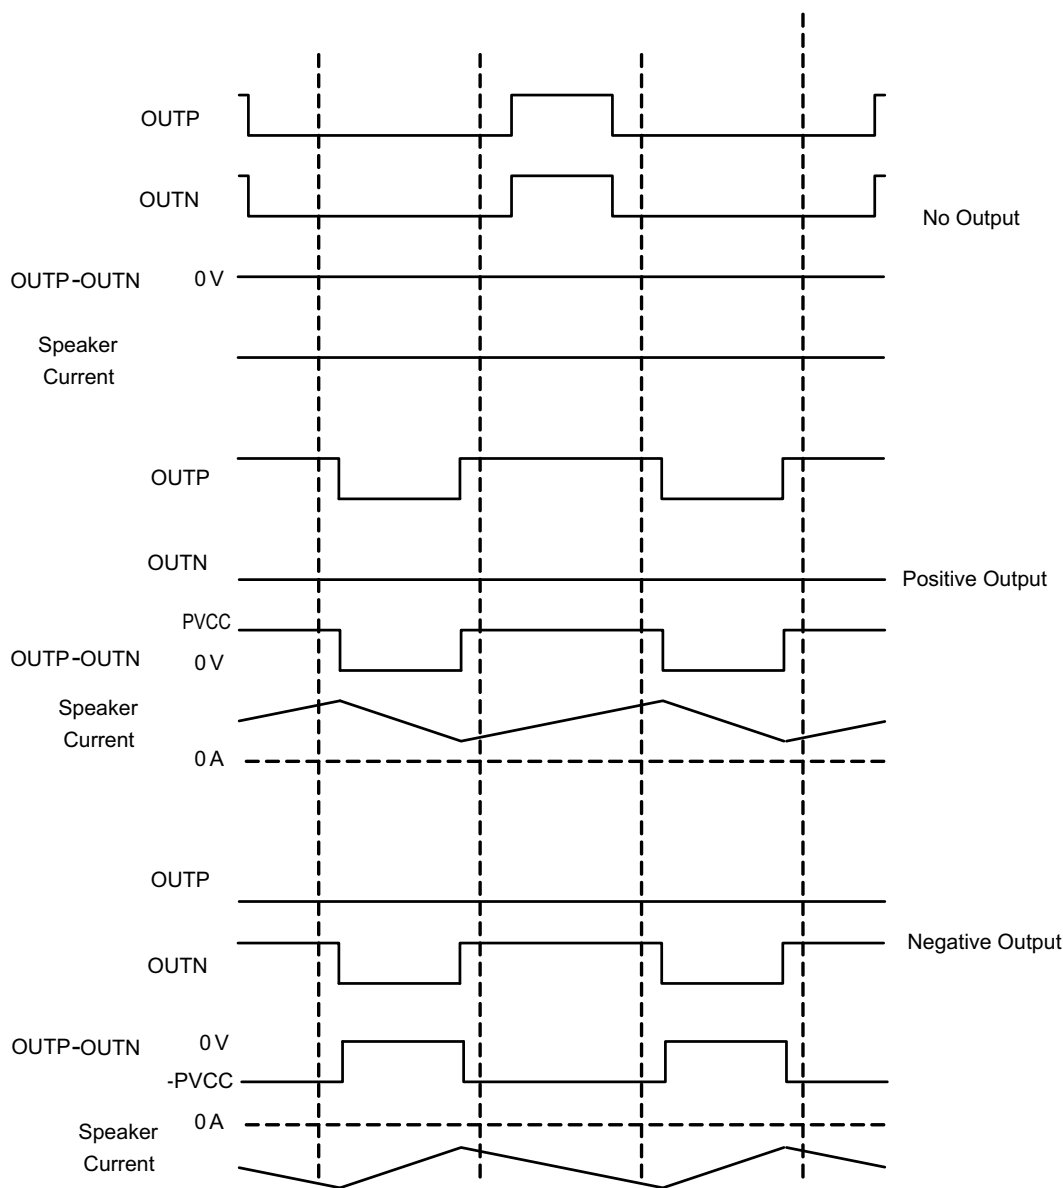 OUTP
OUTN
No Output
OUTP-OUTN 0 V
Speaker
Current
OUTP
OUTN
Positive Output
PVCC
OUTP-OUTN 0 V
Speaker
Current
0 A
OUTP
Negative Output
OUTN
OUTP-OUTN 0 V
-PVCC
0 A
Speaker
Current